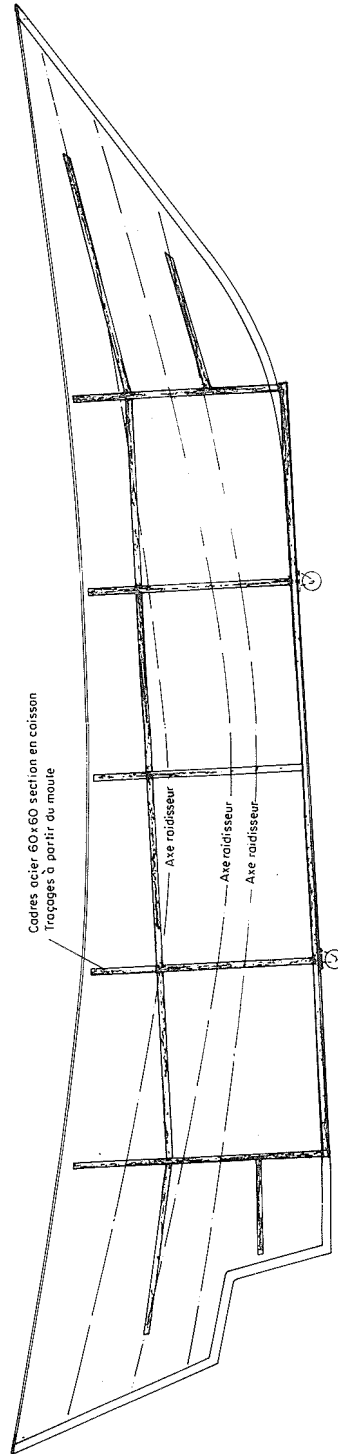 Cadres acier 60x60 section en caisson
Traçages à partir du moule
Axe raidisseur
Axe raidisseur
Axe raidisseur